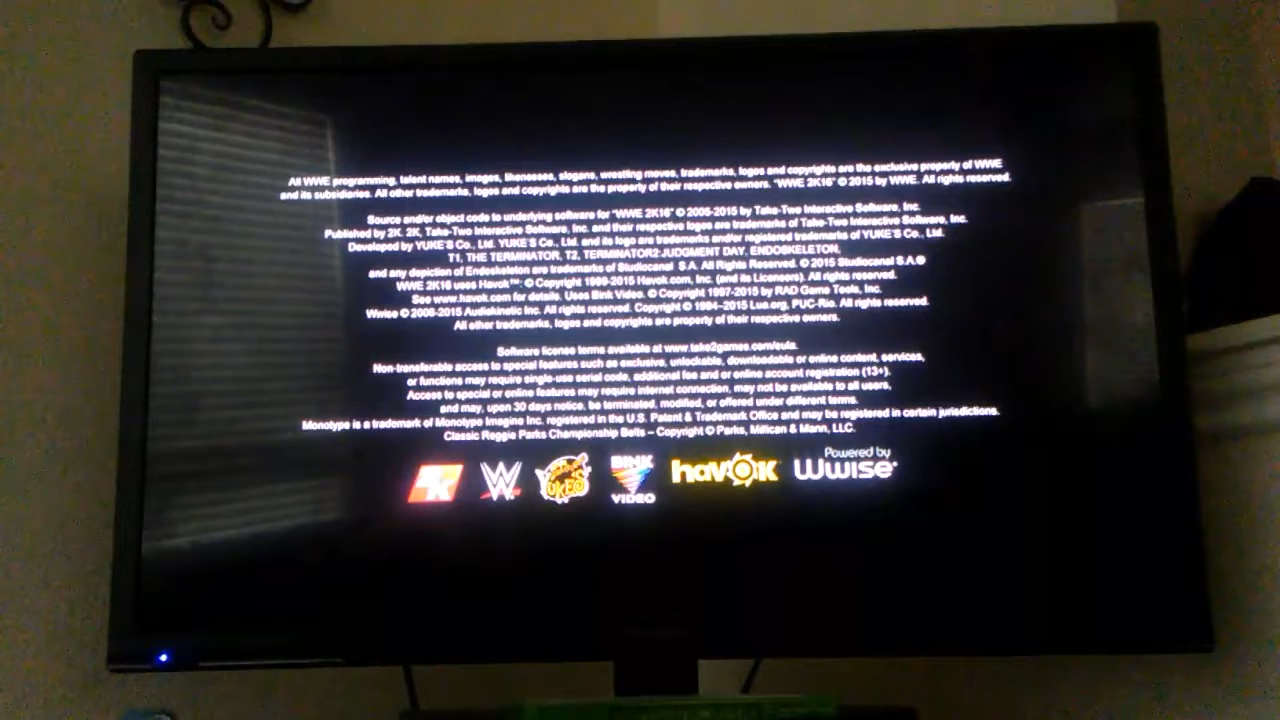 All WWE programming, talent names, images, likenesses, slogans, wrestling moves, trademarks, logos and copyrights are the exclusive property of WWE
and its subsidiaries. All other trademarks, logos and copyrights are the property of their respective owners. "WWE 2K16" © 2015 by WWE. All rights reserved.
Source and/or object code to underlying software for "WWE 2K16" © 2005-2015 by Take-Two Interactive Software, Inc.
Published by 2K. 2K, Take-Two Interactive Software, Inc. and their respective logos are trademarks of Take-Two Interactive Software, Inc.
Developed by YUKE'S Co., Ltd. YUKE'S Co., Ltd. and its logo are trademarks and/or registered trademarks of YUKE'S Co., Ltd.
T1, THE TERMINATOR, T2, TERMINATOR2:JUDGMENT DAY, ENDOSKELETON,
and any depiction of Endoskeleton are trademarks of Studiocanal S.A. All Rights Reserved. © 2015 Studiocanal S.A.®
WWE 2K16 uses Havok™: © Copyright 1999-2015 Havok.com, Inc. (and its Licensors). All rights reserved.
See www.havok.com for details. Uses Bink Video. © Copyright 1997-2015 by RAD Game Tools, Inc.
Wwise © 2006-2015 Audiokinetic Inc. All rights reserved. Copyright © 1994–2015 Lua.org, PUC-Rio. All rights reserved.
All other trademarks, logos and copyrights are property of their respective owners.
Software license terms available at www.take2games.com/eula.
Non-transferable access to special features such as exclusive, unlockable, downloadable or online content, services,
or functions may require single-use serial code, additional fee and or online account registration (13+).
Access to special or online features may require internet connection, may not be available to all users,
and may, upon 30 days notice, be terminated, modified, or offered under different terms.
Monotype is a trademark of Monotype Imagine Inc. registered in the U.S. Patent & Trademark Office and may be registered in certain jurisdictions.
Classic Reggie Parks Championship Belts – Copyright © Parks, Millican & Mann, LLC.
2K W YUKE'S BINK VIDEO havok Powered by Wwise